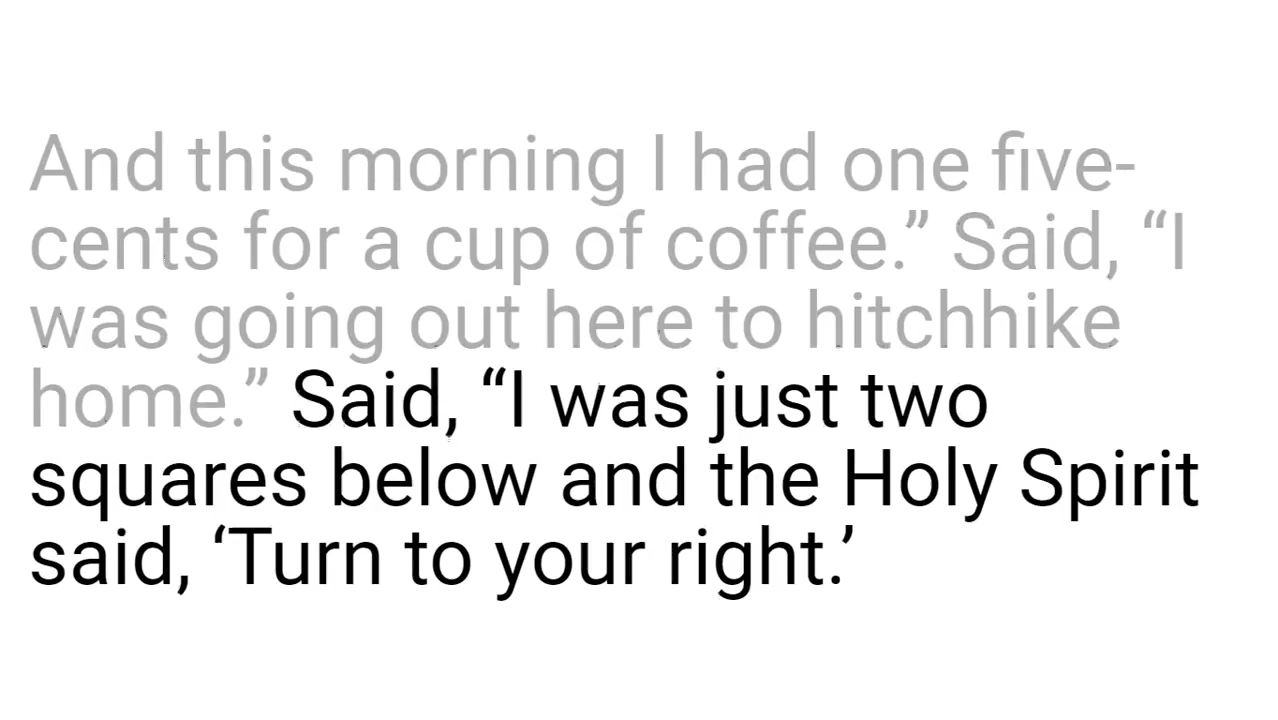 And this morning I had one five-
cents for a cup of coffee.” Said, “I
was going out here to hitchhike
home.” Said, “I was just two
squares below and the Holy Spirit
said, ‘Turn to your right.’